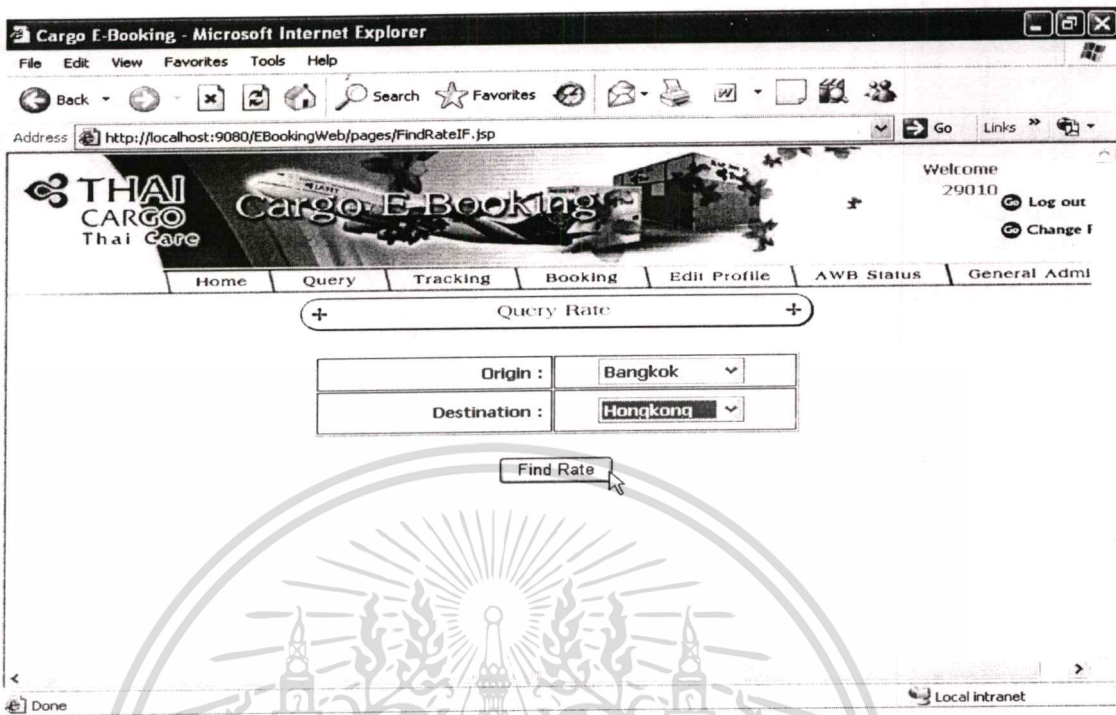 Cargo E-Booking - Microsoft Internet Explorer
File Edit View Favorites Tools Help
Back Search Favorites
Address http://localhost:9080/EBookingWeb/pages/FindRateIF.jsp Go Links »
THAI
CARGO
Thai Care
Cargo E-Booking
Welcome
29010
Go Log out
Go Change F
Home Query Tracking Booking Edit Profile AWB Status General Admi
Query Rate
Origin : Bangkok
Destination : Hongkong
Find Rate
Done Local intranet